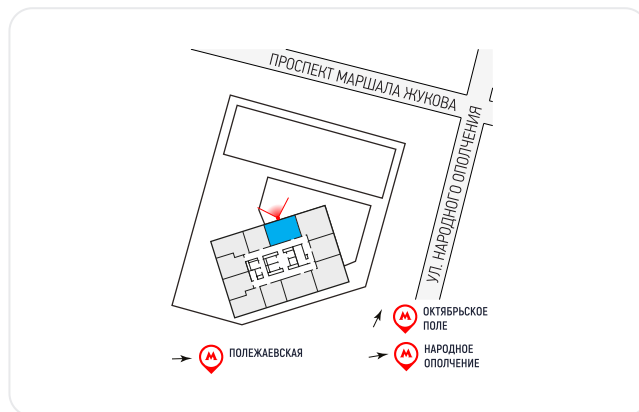 ПРОСПЕКТ МАРШАЛА ЖУКОВА
УЛ. НАРОДНОГО ОПОЛЧЕНИЯ
ОКТЯБРЬСКОЕ
ПОЛЕ
ПОЛЕЖАЕВСКАЯ
НАРОДНОЕ
ОПОЛЧЕНИЕ